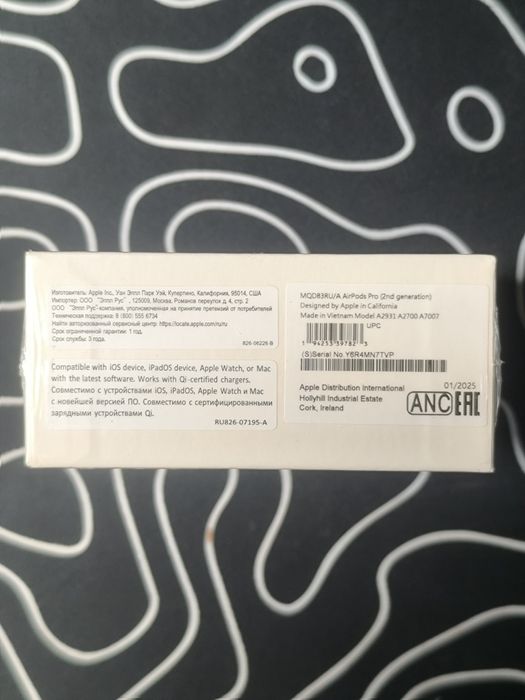 Изготовитель: Apple Inc., Уан Эппл Парк Уэй, Купертино, Калифорния, 95014, США
Импортер: ООО "Эппл Рус" , 125009, Москва, Романов переулок д. 4, стр. 2
ООО "Эппл Рус"-компания, уполномоченная на принятие претензий от потребителей
Техническая поддержка: 8 (800) 555 6734
Найти авторизованный сервисный центр: https://locate.apple.com/ru/ru
Срок ограниченной гарантии: 1 год.
Срок службы: 3 года.
826-06226-B
Compatible with iOS device, iPadOS device, Apple Watch, or Mac
with the latest software. Works with Qi-certified chargers.
Совместимо с устройствами iOS, iPadOS, Apple Watch и Mac
с новейшей версией ПО. Совместимо с сертифицированными
зарядными устройствами Qi.
RU826-07195-A
MQD83RU/A AirPods Pro (2nd generation)
Designed by Apple in California
Made in Vietnam Model A2931 A2700 A7007
UPC
1 94253 39782 3
(S)Serial No Y6R4MN7TVP
Apple Distribution International
Hollyhill Industrial Estate
Cork, Ireland
01/2025
ANC EAC